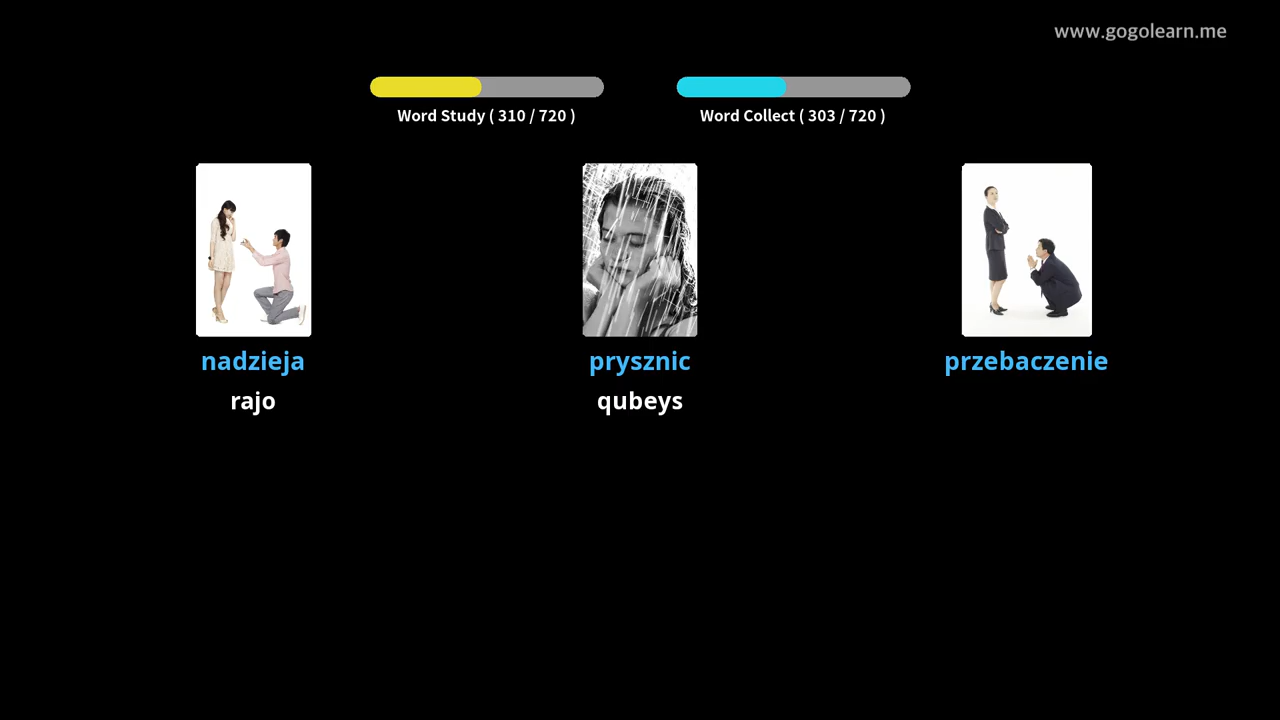 www.gogolearn.me
Word Study ( 310 / 720 )
Word Collect ( 303 / 720 )
nadzieja
prysznic
przebaczenie
rajo
qubeys